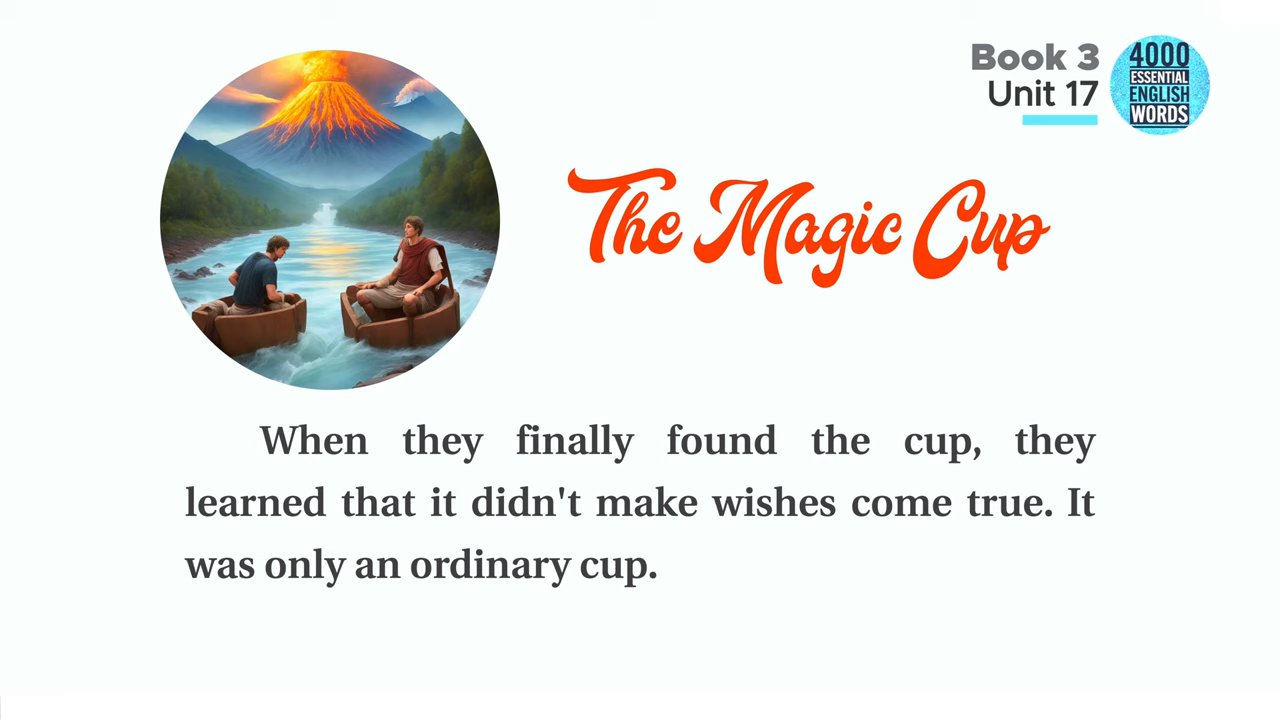 Book 3
Unit 17
4000
ESSENTIAL
ENGLISH
WORDS
The Magic Cup
When they finally found the cup, they
learned that it didn't make wishes come true. It
was only an ordinary cup.